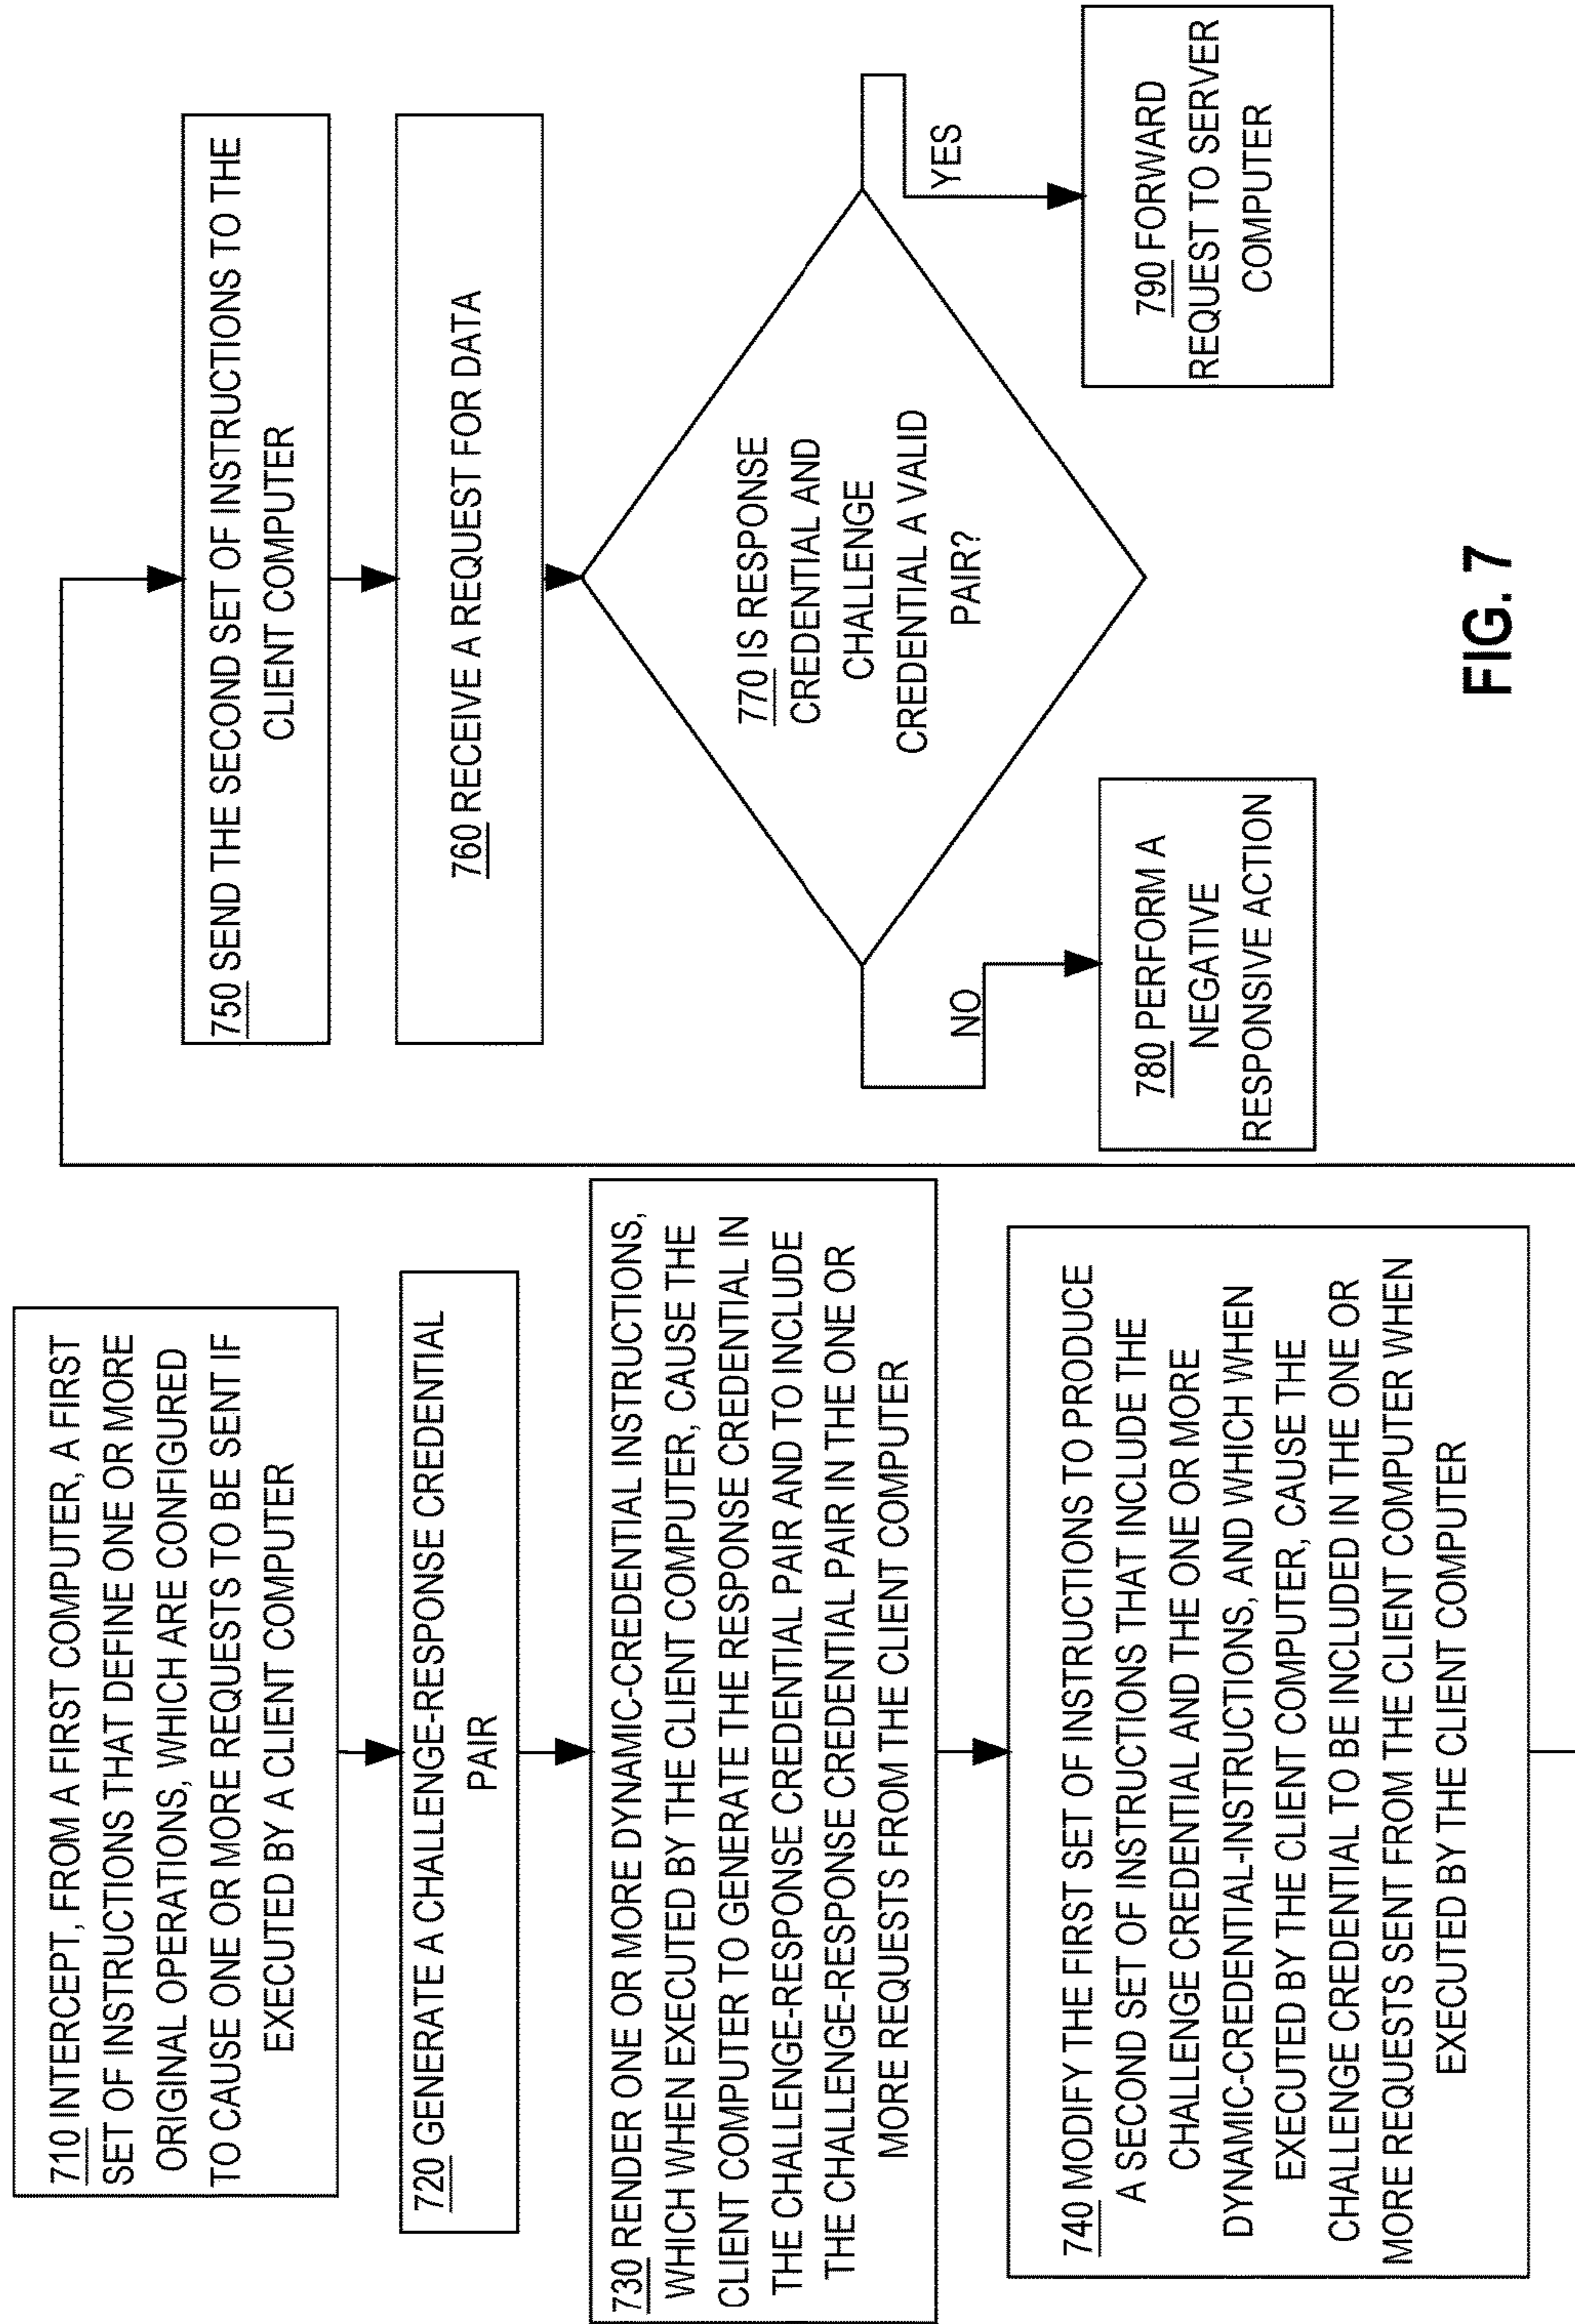 710 INTERCEPT, FROM A FIRST COMPUTER, A FIRST
SET OF INSTRUCTIONS THAT DEFINE ONE OR MORE
ORIGINAL OPERATIONS, WHICH ARE CONFIGURED
TO CAUSE ONE OR MORE REQUESTS TO BE SENT IF
EXECUTED BY A CLIENT COMPUTER
720 GENERATE A CHALLENGE-RESPONSE CREDENTIAL
PAIR
730 RENDER ONE OR MORE DYNAMIC-CREDENTIAL INSTRUCTIONS,
WHICH WHEN EXECUTED BY THE CLIENT COMPUTER, CAUSE THE
CLIENT COMPUTER TO GENERATE THE RESPONSE CREDENTIAL IN
THE CHALLENGE-RESPONSE CREDENTIAL PAIR AND TO INCLUDE
THE CHALLENGE-RESPONSE CREDENTIAL PAIR IN THE ONE OR
MORE REQUESTS FROM THE CLIENT COMPUTER
740 MODIFY THE FIRST SET OF INSTRUCTIONS TO PRODUCE
A SECOND SET OF INSTRUCTIONS THAT INCLUDE THE
CHALLENGE CREDENTIAL AND THE ONE OR MORE
DYNAMIC-CREDENTIAL-INSTRUCTIONS, AND WHICH WHEN
EXECUTED BY THE CLIENT COMPUTER, CAUSE THE
CHALLENGE CREDENTIAL TO BE INCLUDED IN THE ONE OR
MORE REQUESTS SENT FROM THE CLIENT COMPUTER WHEN
EXECUTED BY THE CLIENT COMPUTER
750 SEND THE SECOND SET OF INSTRUCTIONS TO THE
CLIENT COMPUTER
760 RECEIVE A REQUEST FOR DATA
770 IS RESPONSE
CREDENTIAL AND
CHALLENGE
CREDENTIAL A VALID
PAIR?
NO
YES
780 PERFORM A
NEGATIVE
RESPONSIVE ACTION
790 FORWARD
REQUEST TO SERVER
COMPUTER
FIG. 7